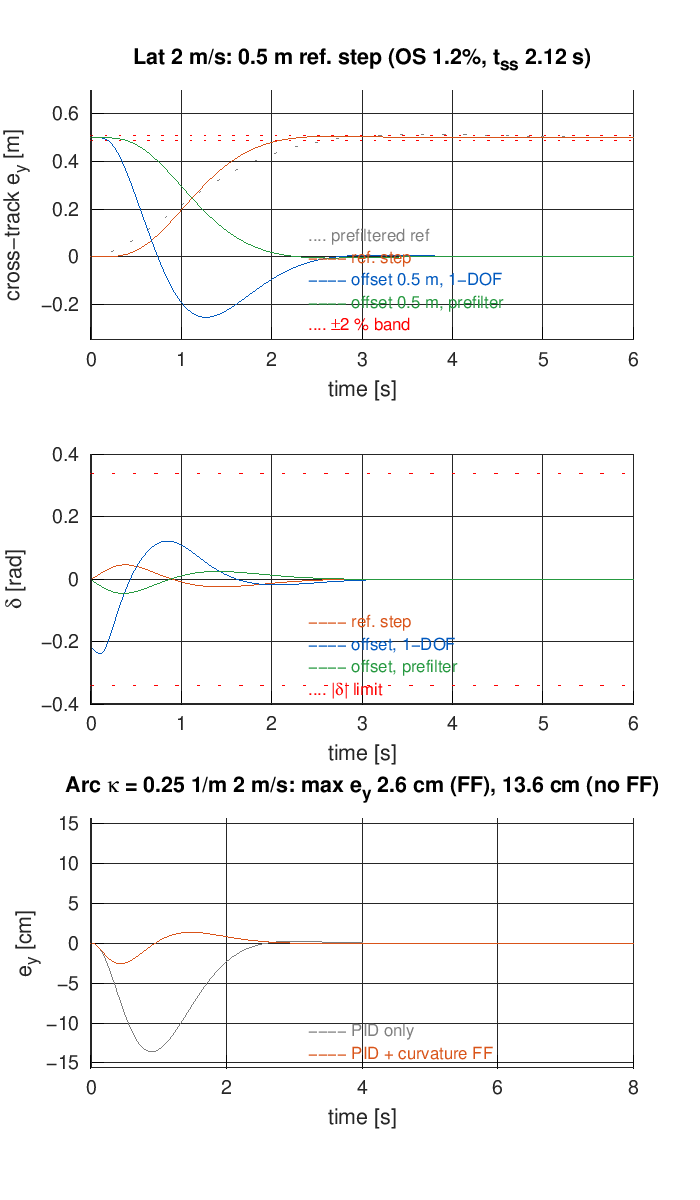 Lat 2 m/s: 0.5 m ref. step (OS 1.2%, tss 2.12 s)
cross−track ey [m]
0.6
0.4
0.2
0
−0.2
.... prefiltered ref
−−−− ref. step
−−−− offset 0.5 m, 1−DOF
−−−− offset 0.5 m, prefilter
.... ±2 % band
0 1 2 3 4 5 6
time [s]
δ [rad]
0.4
0.2
0
−0.2
−0.4
−−−− ref. step
−−−− offset, 1−DOF
−−−− offset, prefilter
.... |δ| limit
0 1 2 3 4 5 6
time [s]
Arc κ = 0.25 1/m 2 m/s: max ey 2.6 cm (FF), 13.6 cm (no FF)
ey [cm]
15
10
5
0
−5
−10
−15
−−−− PID only
−−−− PID + curvature FF
0 2 4 6 8
time [s]